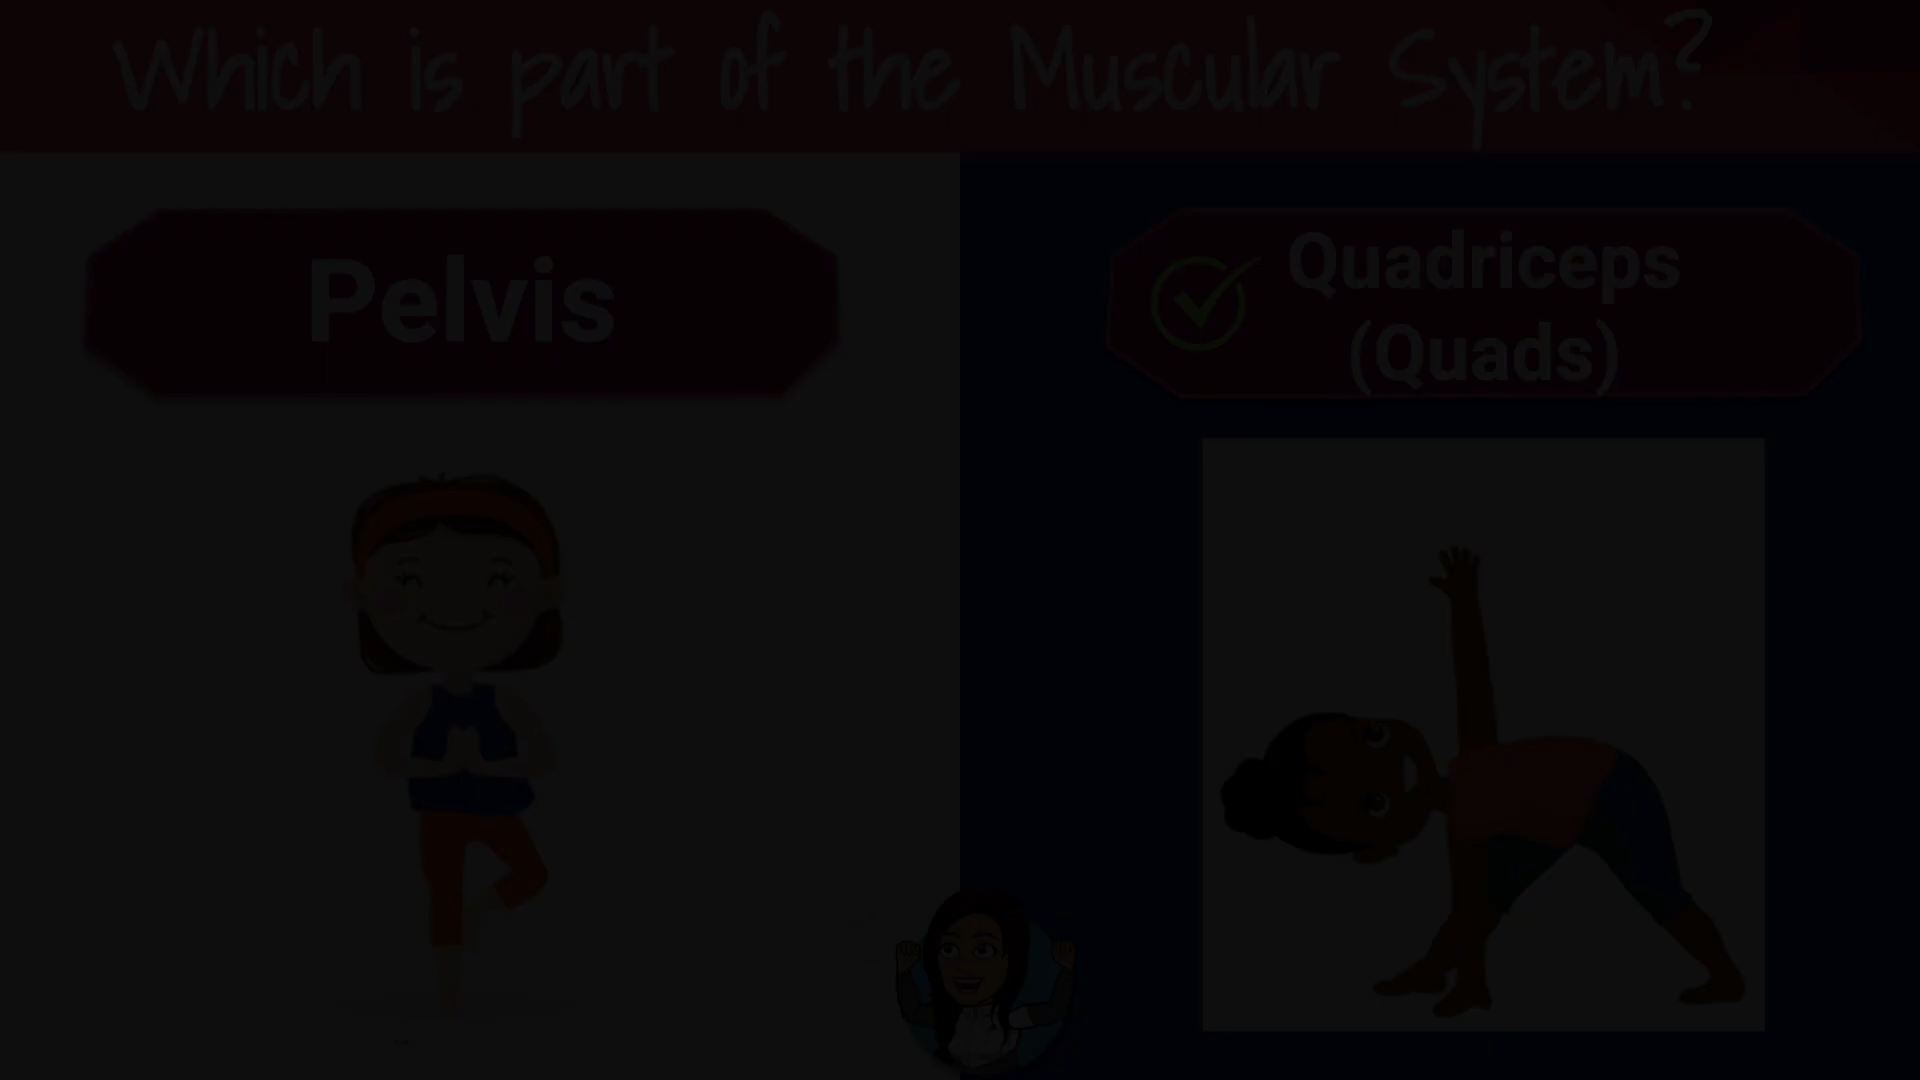 Which is part of the Muscular System?
Pelvis
Quadriceps
(Quads)